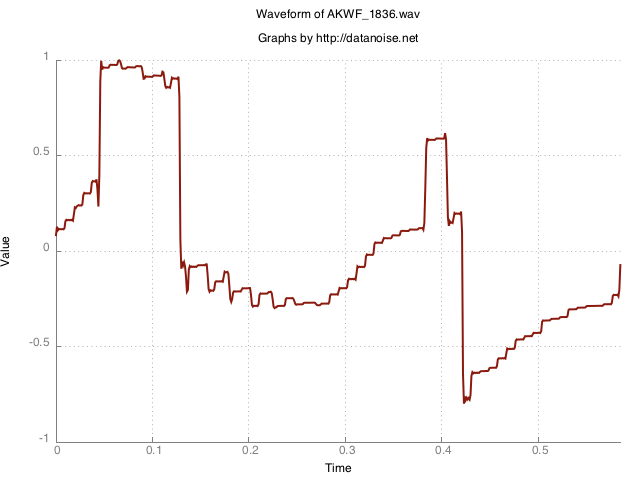 Waveform of AKWF_1836.wav
Graphs by http://datanoise.net
1
0.5
0
-0.5
-1
Value
0 0.1 0.2 0.3 0.4 0.5
Time